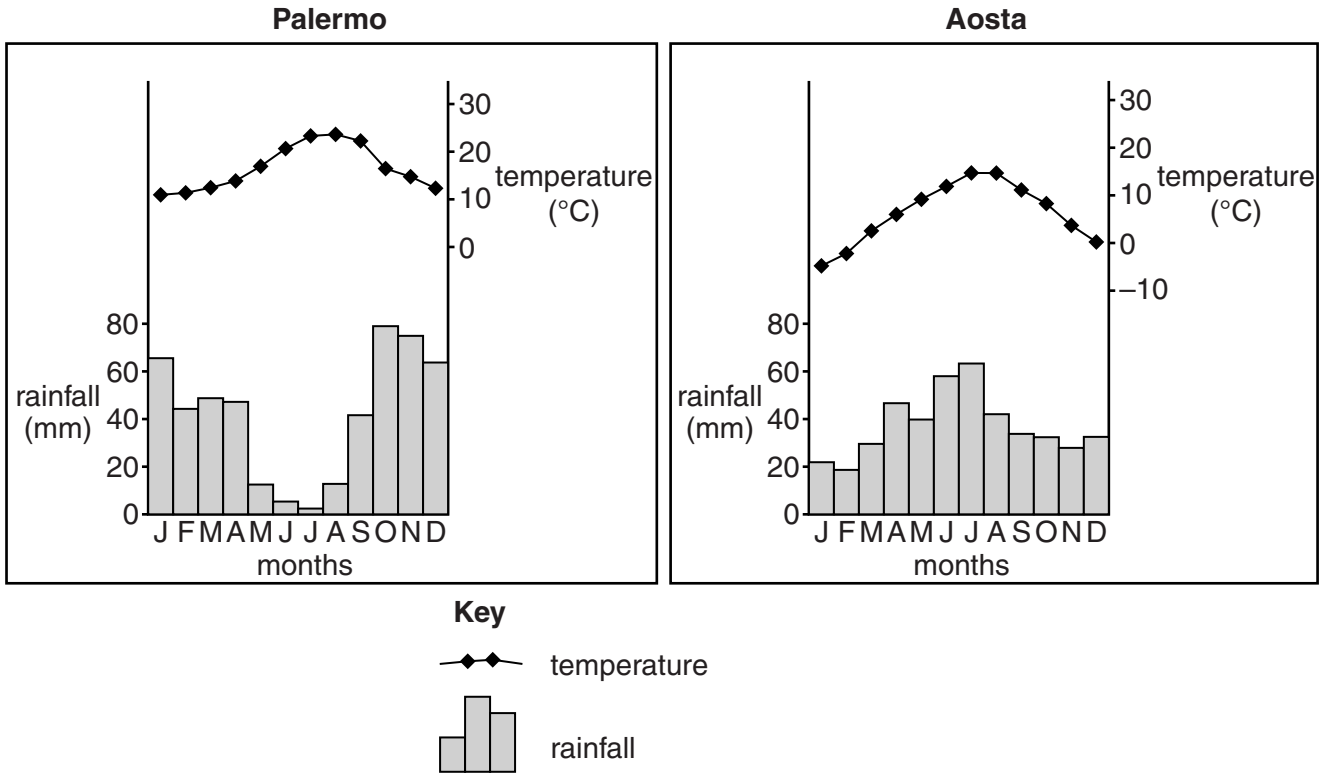 Palermo
30
20
10
0
temperature
(°C)
80
60
40
20
0
rainfall
(mm)
J F M A M J J A S O N D
months
Aosta
30
20
10
0
–10
temperature
(°C)
80
60
40
20
0
rainfall
(mm)
J F M A M J J A S O N D
months
Key
temperature
rainfall